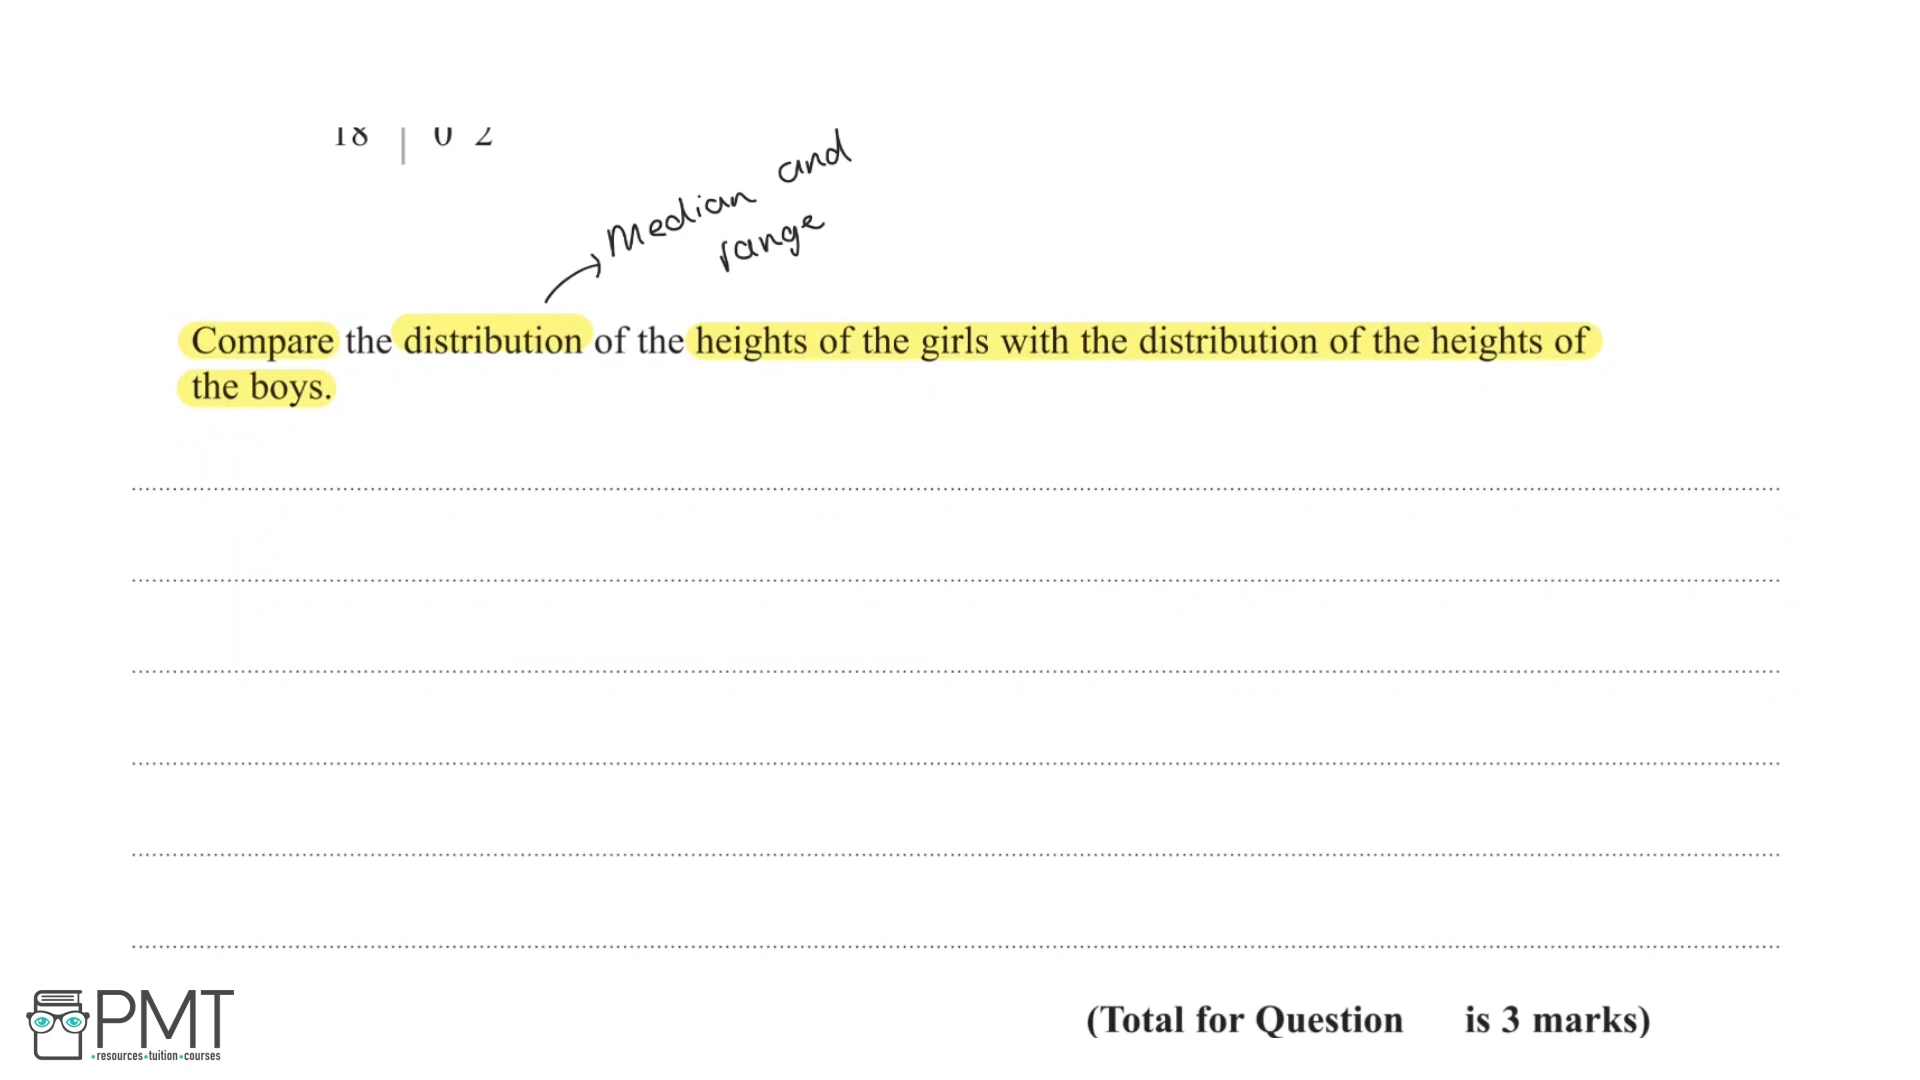 18 | 0 2
Median and
range
Compare the distribution of the heights of the girls with the distribution of the heights of
the boys.
PMT
•resources•tuition•courses
(Total for Question is 3 marks)